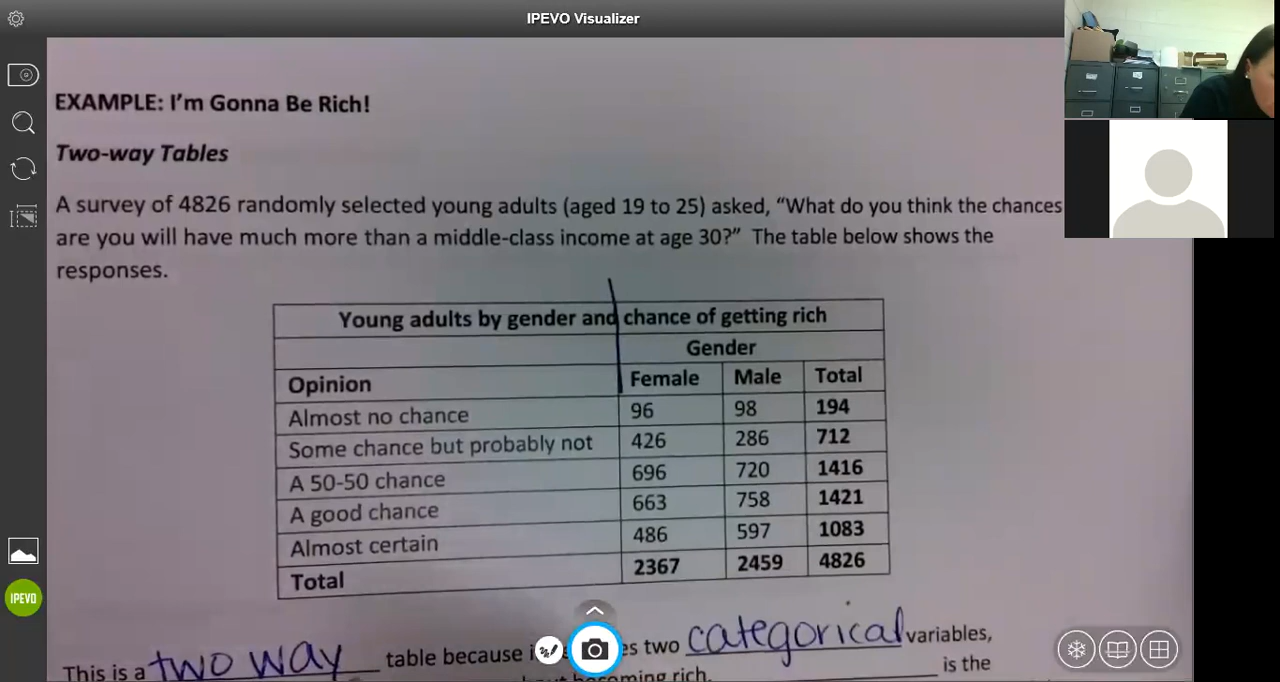 IPEVO Visualizer
EXAMPLE: I'm Gonna Be Rich!
Two-way Tables
A survey of 4826 randomly selected young adults (aged 19 to 25) asked, "What do you think the chances
are you will have much more than a middle-class income at age 30?" The table below shows the
responses.
Young adults by gender and chance of getting rich
Gender
Opinion Female Male Total
Almost no chance 96 98 194
Some chance but probably not 426 286 712
A 50-50 chance 696 720 1416
A good chance 663 758 1421
Almost certain 486 597 1083
Total 2367 2459 4826
This is a two way table because two categorical variables,
becoming rich. is the
IPEVO